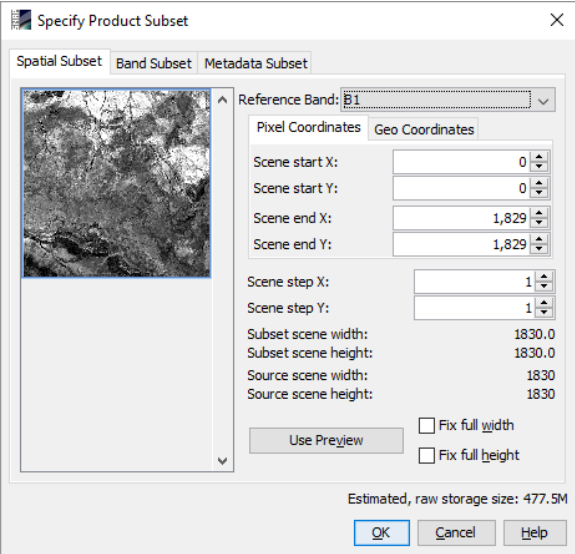 Specify Product Subset
Spatial Subset Band Subset Metadata Subset
Reference Band: B1
Pixel Coordinates Geo Coordinates
Scene start X: 0
Scene start Y: 0
Scene end X: 1,829
Scene end Y: 1,829
Scene step X: 1
Scene step Y: 1
Subset scene width: 1830.0
Subset scene height: 1830.0
Source scene width: 1830
Source scene height: 1830
Use Preview
Fix full width
Fix full height
Estimated, raw storage size: 477.5M
OK Cancel Help